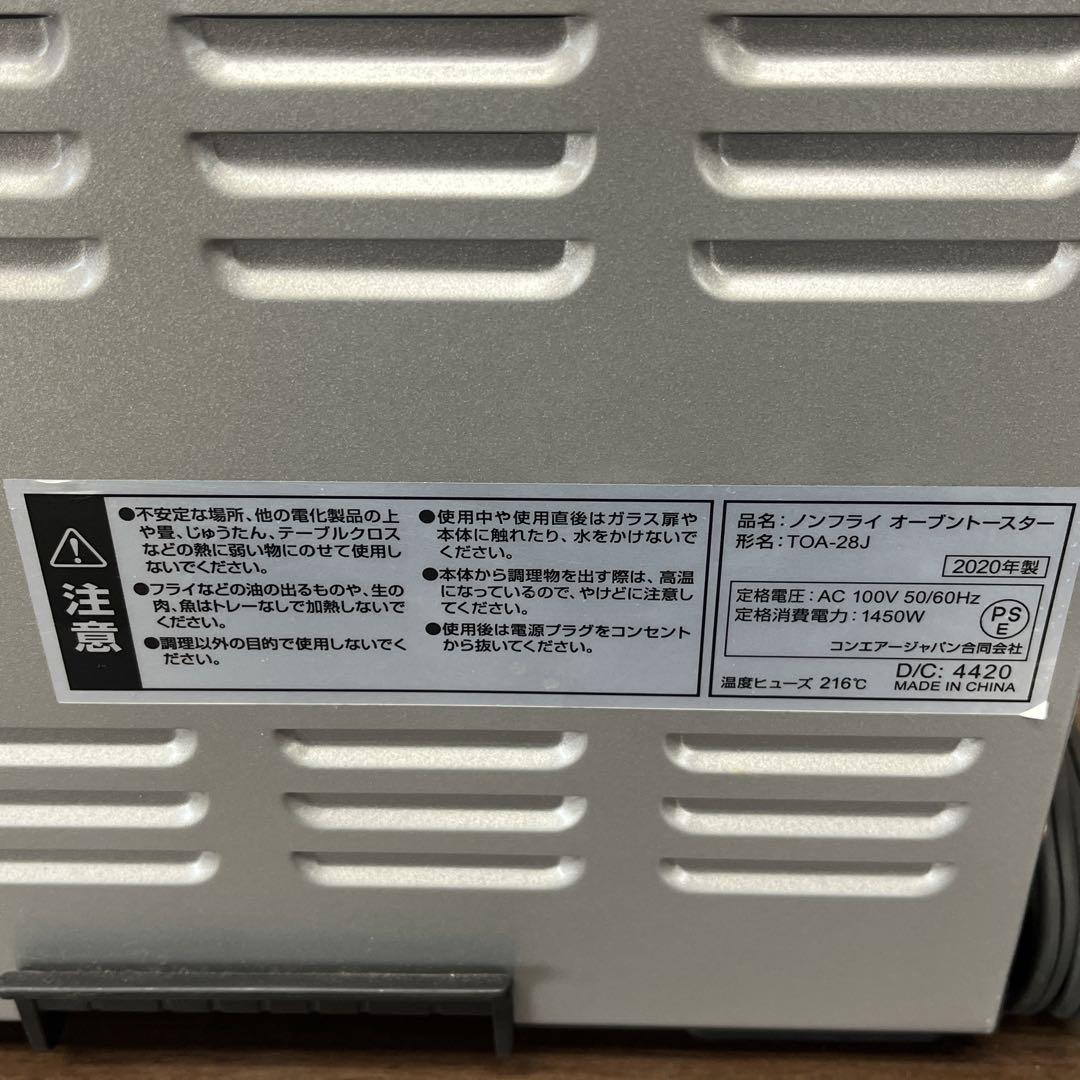 注意
●不安定な場所、他の電化製品の上
や畳、じゅうたん、テーブルクロス
などの熱に弱い物にのせて使用し
ないでください。
●フライなどの油の出るものや、生の
肉、魚はトレーなしで加熱しないで
ください。
●調理以外の目的で使用しないでく
ださい。
●使用中や使用直後はガラス扉や
本体に触れたり、水をかけないで
ください。
●本体から調理物を出す際は、高温
になっているので、やけどに注意し
てください。
●使用後は電源プラグをコンセント
から抜いてください。
品名：ノンフライ オーブントースター
形名：TOA-28J
2020年製
定格電圧：AC 100V 50/60Hz
定格消費電力：1450W
PS
E
コンエアージャパン合同会社
温度ヒューズ 216℃
D/C: 4420
MADE IN CHINA